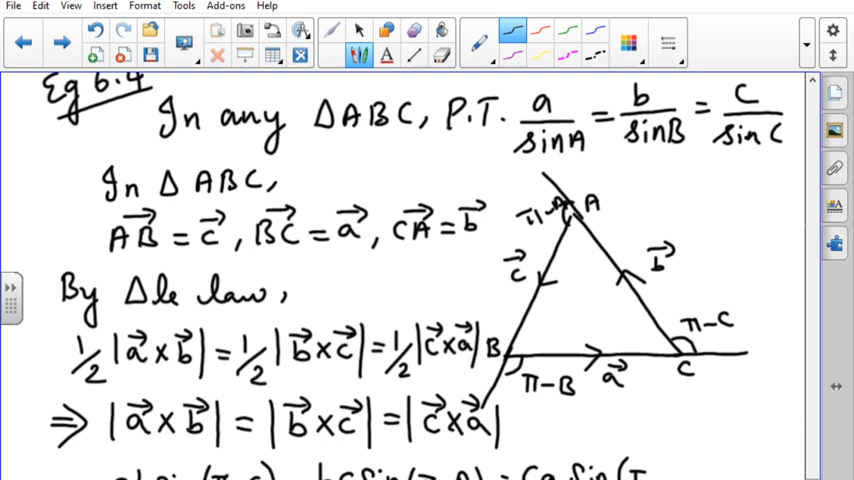 File Edit View Insert Format Tools Add-ons Help
Eg 6.4
In any ΔABC, P.T. a/sinA = b/sinB = c/sinC
In Δ ABC,
AB⃗ = c⃗, BC⃗ = a⃗, CA⃗ = b⃗
By Δle law,
1/2 |a⃗ × b⃗| = 1/2 |b⃗ × c⃗| = 1/2 |c⃗ × a⃗|
⇒ |a⃗ × b⃗| = |b⃗ × c⃗| = |c⃗ × a⃗|
π-A A
c⃗ b⃗
B π-B a⃗ C π-C